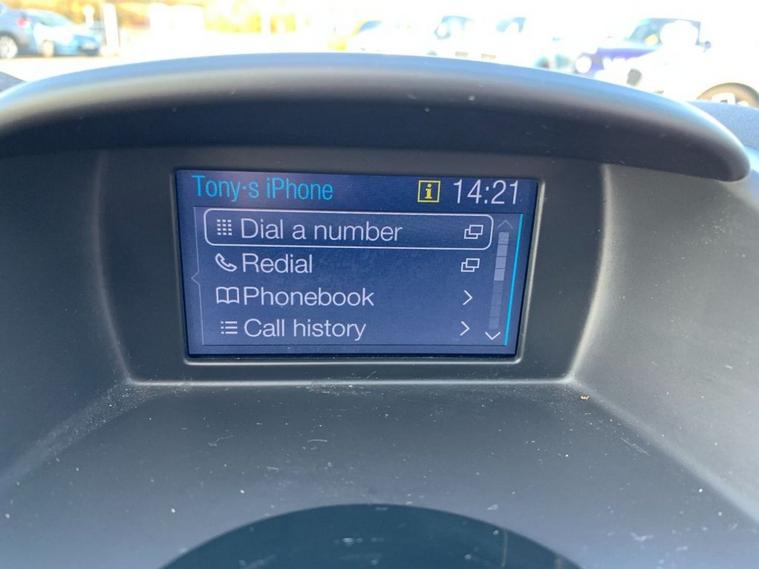 Tony·s iPhone i 14:21
Dial a number
Redial
Phonebook
Call history